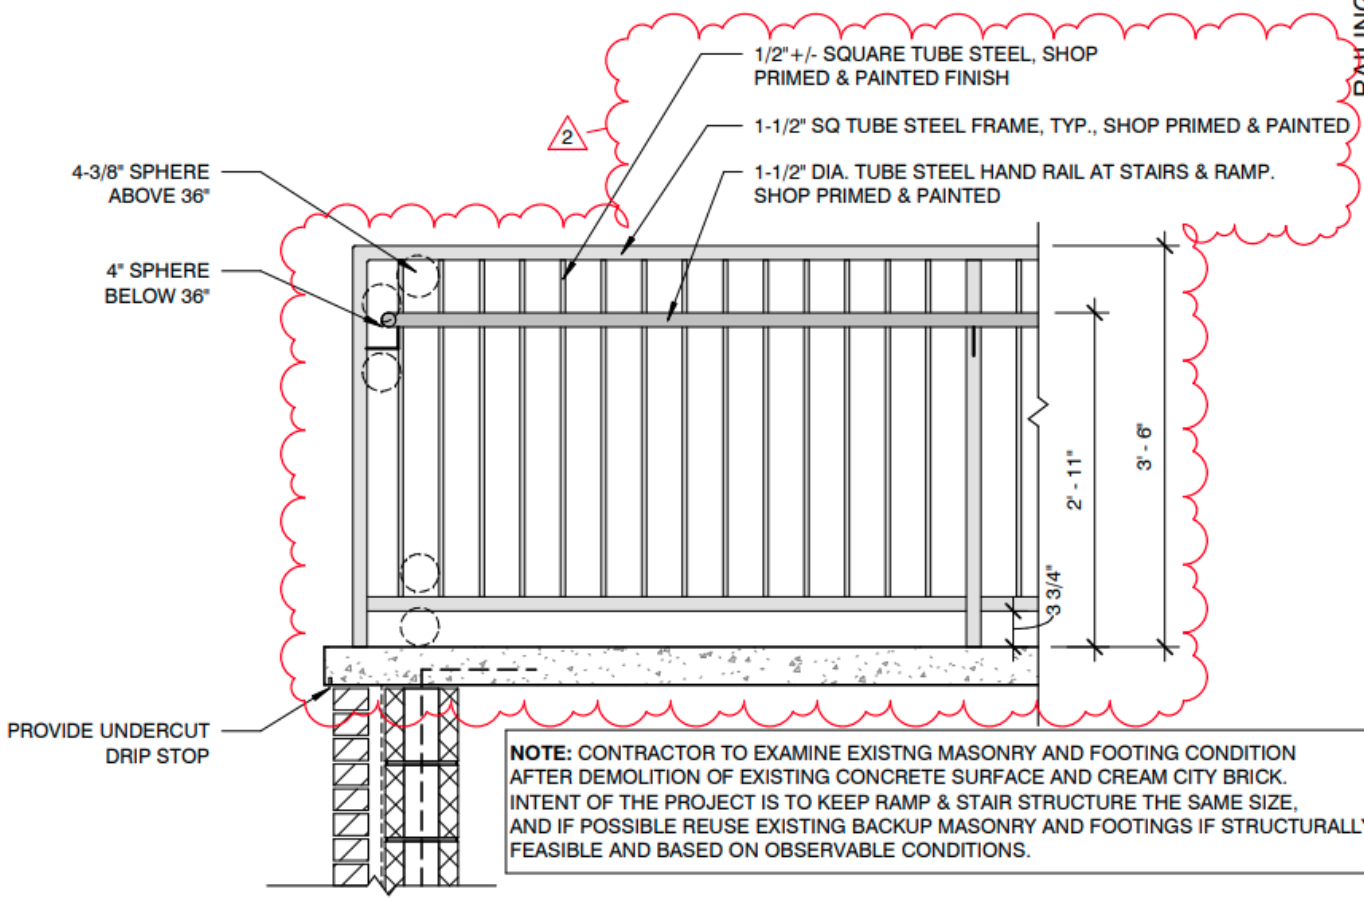 RAILING
1/2"+/- SQUARE TUBE STEEL, SHOP
PRIMED & PAINTED FINISH
2
1-1/2" SQ TUBE STEEL FRAME, TYP., SHOP PRIMED & PAINTED
4-3/8" SPHERE
ABOVE 36"
1-1/2" DIA. TUBE STEEL HAND RAIL AT STAIRS & RAMP.
SHOP PRIMED & PAINTED
4" SPHERE
BELOW 36"
2' - 11"
3' - 6"
3 3/4"
PROVIDE UNDERCUT
DRIP STOP
NOTE: CONTRACTOR TO EXAMINE EXISTNG MASONRY AND FOOTING CONDITION
AFTER DEMOLITION OF EXISTING CONCRETE SURFACE AND CREAM CITY BRICK.
INTENT OF THE PROJECT IS TO KEEP RAMP & STAIR STRUCTURE THE SAME SIZE,
AND IF POSSIBLE REUSE EXISTING BACKUP MASONRY AND FOOTINGS IF STRUCTURALLY
FEASIBLE AND BASED ON OBSERVABLE CONDITIONS.